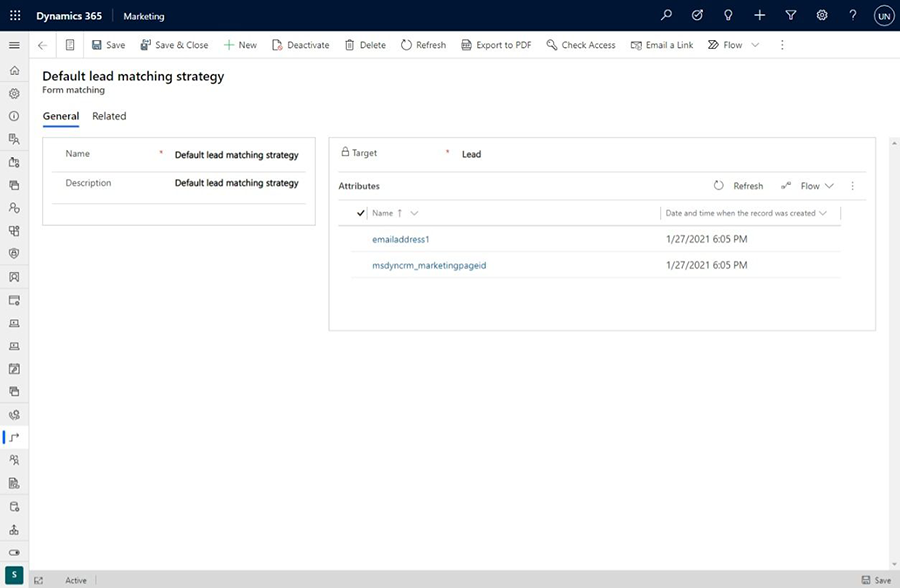 Dynamics 365 Marketing ? UN
Save Save & Close New Deactivate Delete Refresh Export to PDF Check Access Email a Link Flow
Default lead matching strategy
Form matching
General Related
Name * Default lead matching strategy
Description Default lead matching strategy
Target * Lead
Attributes Refresh Flow
Name ↑ Date and time when the record was created
emailaddress1 1/27/2021 6:05 PM
msdyncrm_marketingpageid 1/27/2021 6:05 PM
S Active Save